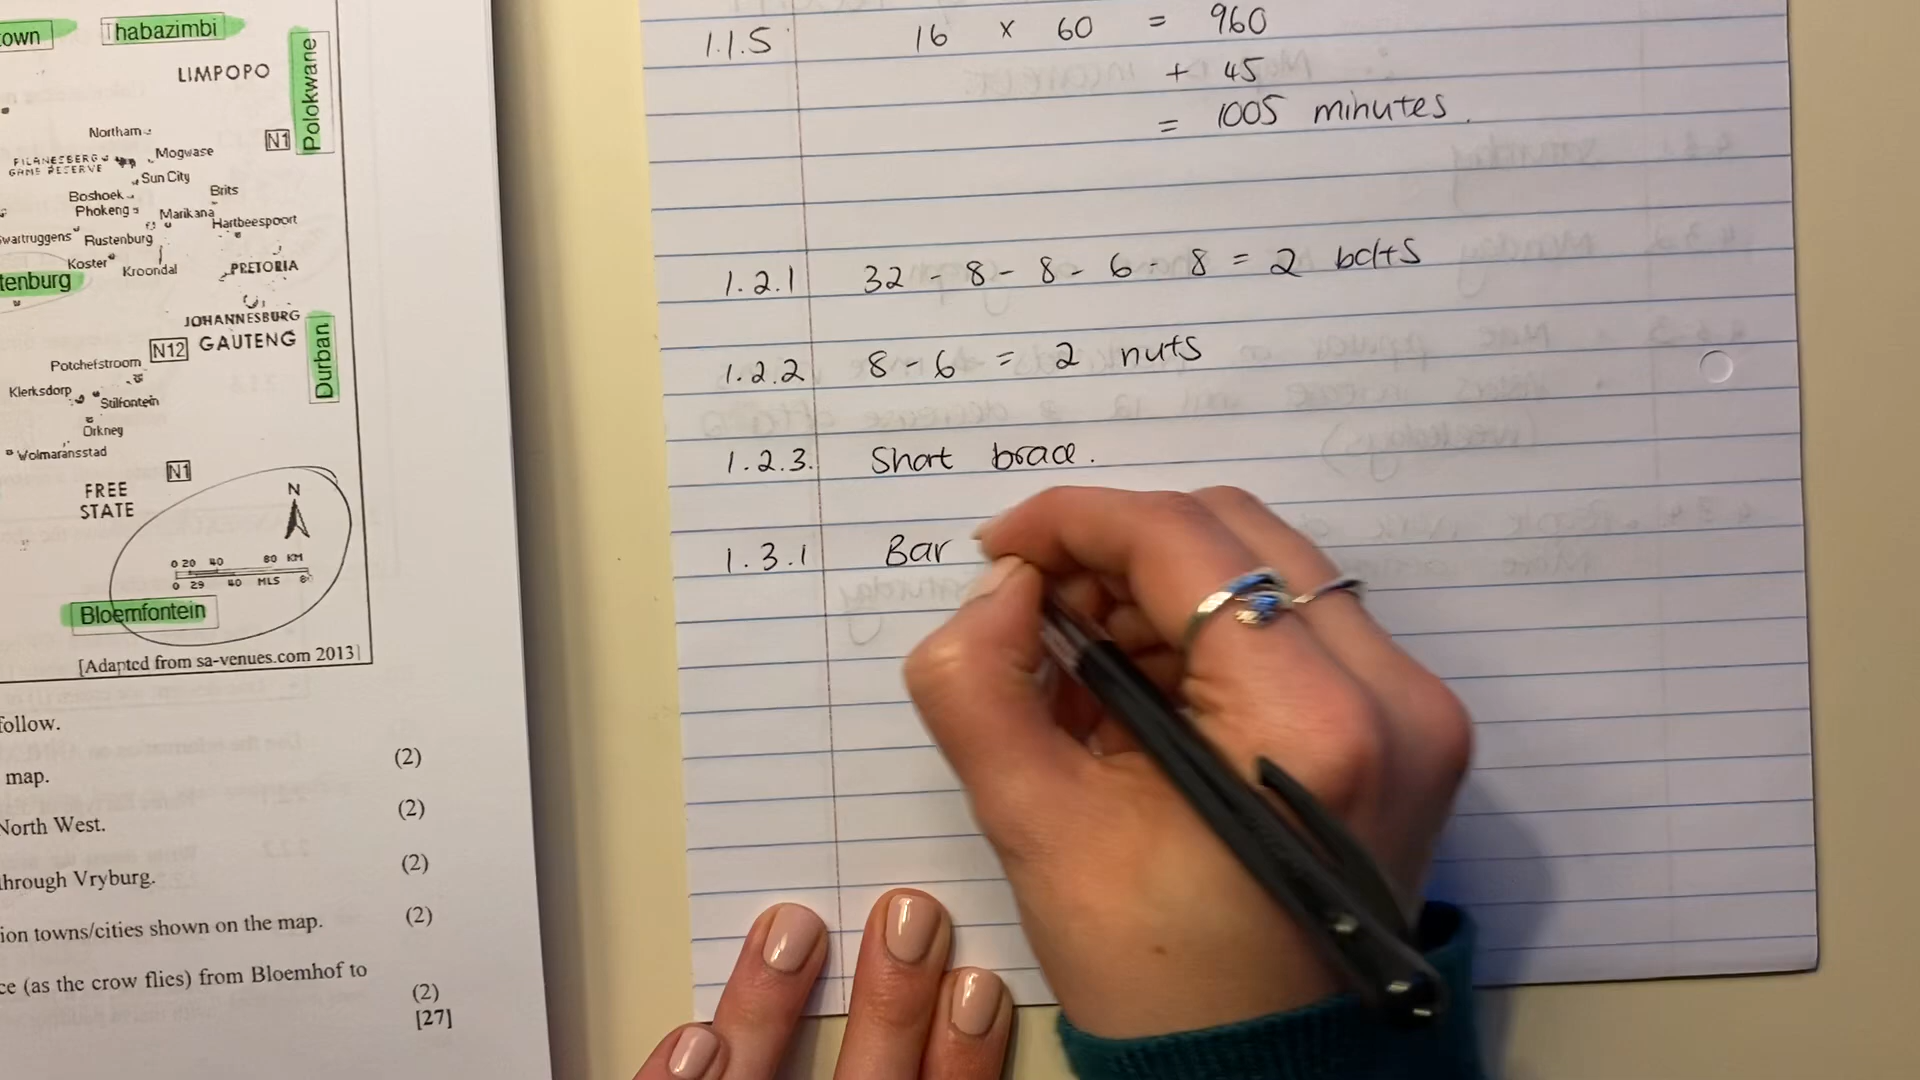 own
Thabazimbi
LIMPOPO
Polokwane
Northam
N1
PILANESBERG
GAME RESERVE
Mogwase
Sun City
Boshoek
Brits
Phokeng
Marikana
Hartbeespoort
wartruggens
Rustenburg
Koster
Kroondal
PRETORIA
tenburg
JOHANNESBURG
GAUTENG
Durban
N12
Potchefstroom
Klerksdorp
Stilfontein
Orkney
Wolmaransstad
N1
FREE
STATE
N
0 20 40 80 KM
0 29 40 MLS 80
Bloemfontein
[Adapted from sa-venues.com 2013]
follow.
map. (2)
North West. (2)
through Vryburg. (2)
ion towns/cities shown on the map. (2)
ce (as the crow flies) from Bloemhof to
(2)
[27]
1.1.5 16 x 60 = 960
+ 45
= 1005 minutes.
1.2.1 32 - 8 - 8 - 6 - 8 = 2 bolts
1.2.2 8 - 6 = 2 nuts
1.2.3. Short brace.
1.3.1 Bar